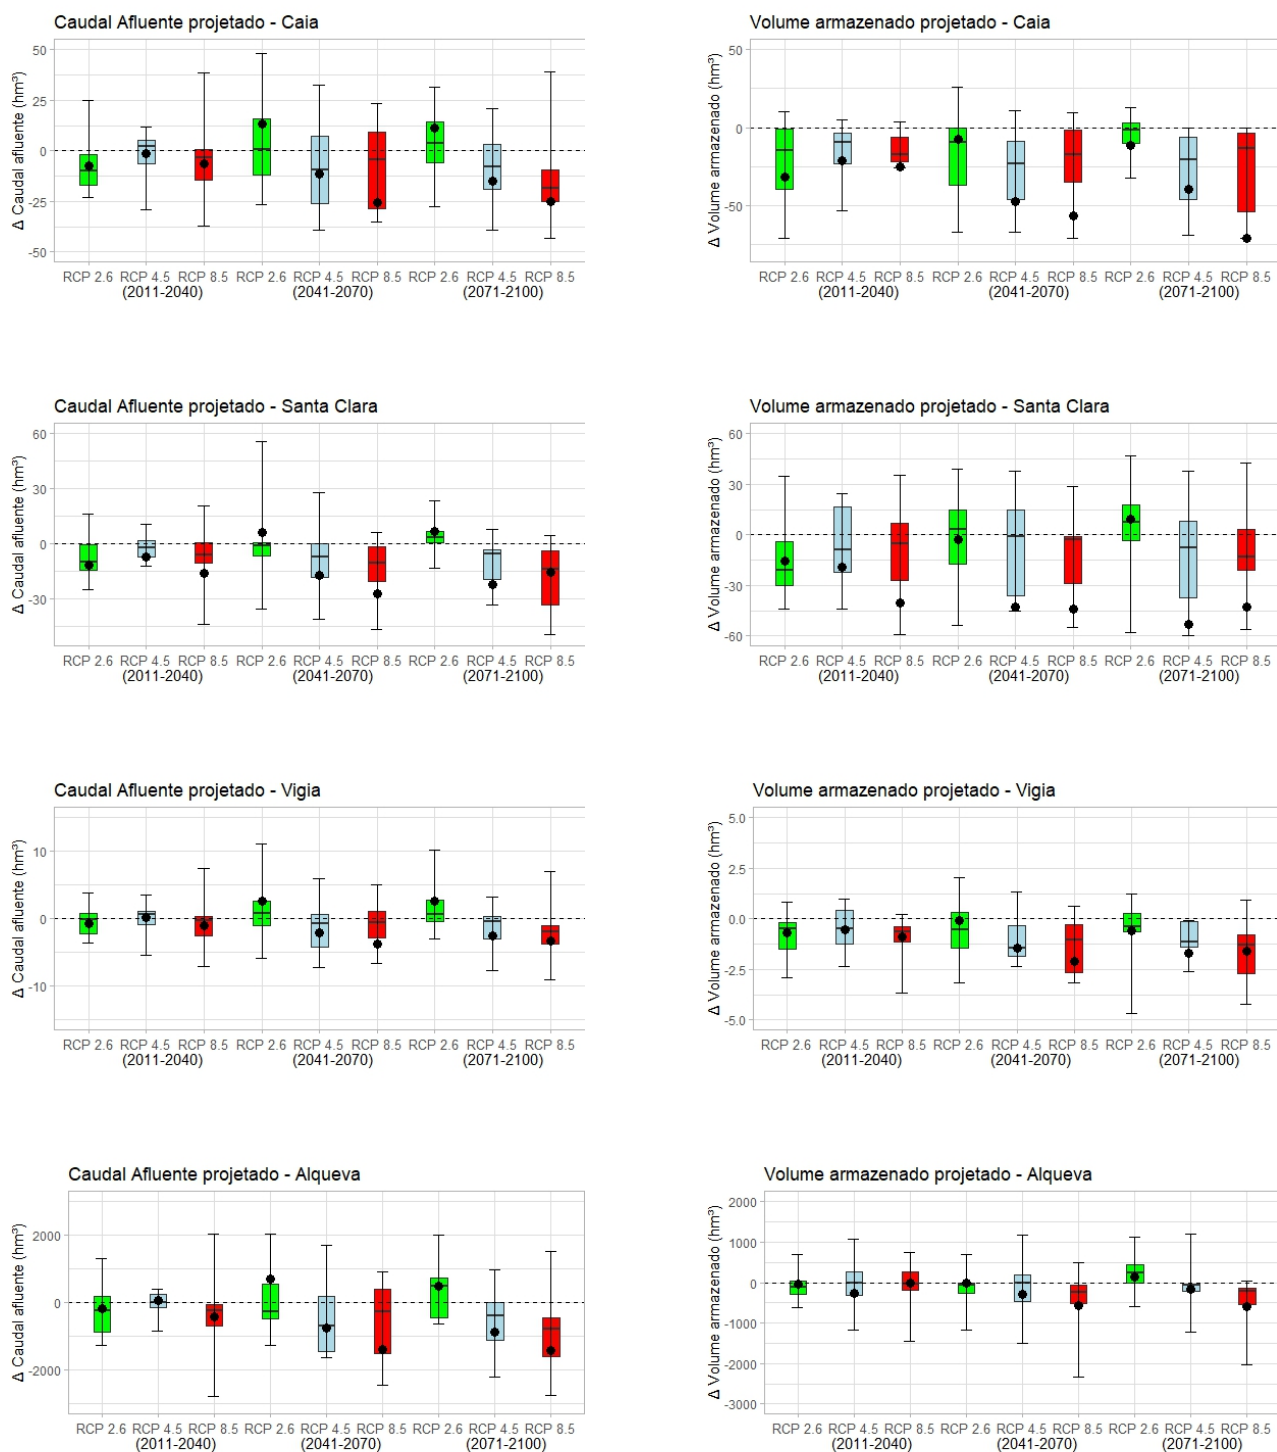 Caudal Afluente projetado - Caia
Δ Caudal afluente (hm³)
50
25
0
-25
-50
RCP 2.6 RCP 4.5 RCP 8.5 RCP 2.6 RCP 4.5 RCP 8.5 RCP 2.6 RCP 4.5 RCP 8.5
(2011-2040) (2041-2070) (2071-2100)
Volume armazenado projetado - Caia
Δ Volume armazenado (hm³)
50
0
-50
RCP 2.6 RCP 4.5 RCP 8.5 RCP 2.6 RCP 4.5 RCP 8.5 RCP 2.6 RCP 4.5 RCP 8.5
(2011-2040) (2041-2070) (2071-2100)
Caudal Afluente projetado - Santa Clara
Δ Caudal afluente (hm³)
60
30
0
-30
RCP 2.6 RCP 4.5 RCP 8.5 RCP 2.6 RCP 4.5 RCP 8.5 RCP 2.6 RCP 4.5 RCP 8.5
(2011-2040) (2041-2070) (2071-2100)
Volume armazenado projetado - Santa Clara
Δ Volume armazenado (hm³)
60
30
0
-30
-60
RCP 2.6 RCP 4.5 RCP 8.5 RCP 2.6 RCP 4.5 RCP 8.5 RCP 2.6 RCP 4.5 RCP 8.5
(2011-2040) (2041-2070) (2071-2100)
Caudal Afluente projetado - Vigia
Δ Caudal afluente (hm³)
10
0
-10
RCP 2.6 RCP 4.5 RCP 8.5 RCP 2.6 RCP 4.5 RCP 8.5 RCP 2.6 RCP 4.5 RCP 8.5
(2011-2040) (2041-2070) (2071-2100)
Volume armazenado projetado - Vigia
Δ Volume armazenado (hm³)
5.0
2.5
0.0
-2.5
-5.0
RCP 2.6 RCP 4.5 RCP 8.5 RCP 2.6 RCP 4.5 RCP 8.5 RCP 2.6 RCP 4.5 RCP 8.5
(2011-2040) (2041-2070) (2071-2100)
Caudal Afluente projetado - Alqueva
Δ Caudal afluente (hm³)
2000
0
-2000
RCP 2.6 RCP 4.5 RCP 8.5 RCP 2.6 RCP 4.5 RCP 8.5 RCP 2.6 RCP 4.5 RCP 8.5
(2011-2040) (2041-2070) (2071-2100)
Volume armazenado projetado - Alqueva
Δ Volume armazenado (hm³)
2000
1000
0
-1000
-2000
-3000
RCP 2.6 RCP 4.5 RCP 8.5 RCP 2.6 RCP 4.5 RCP 8.5 RCP 2.6 RCP 4.5 RCP 8.5
(2011-2040) (2041-2070) (2071-2100)